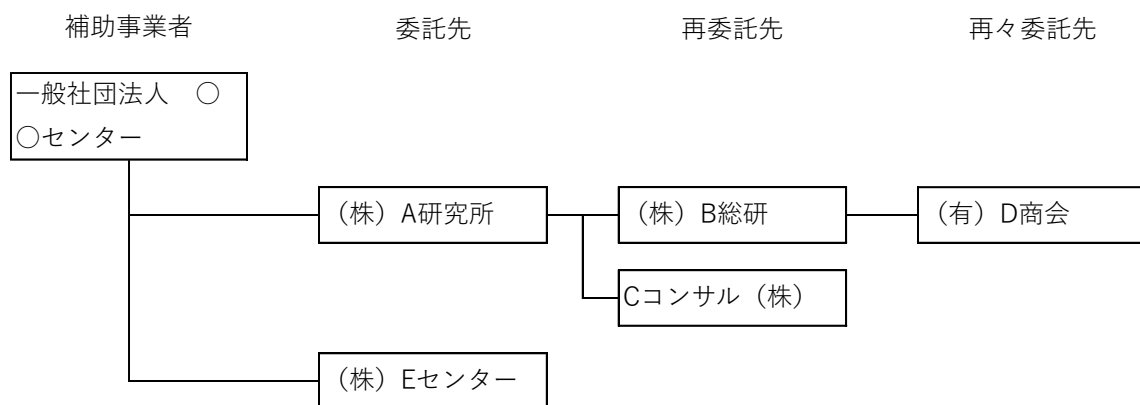 補助事業者 委託先 再委託先 再々委託先
一般社団法人　○
○センター
（株）A研究所 （株）B総研 （有）D商会
Cコンサル（株）
（株）Eセンター